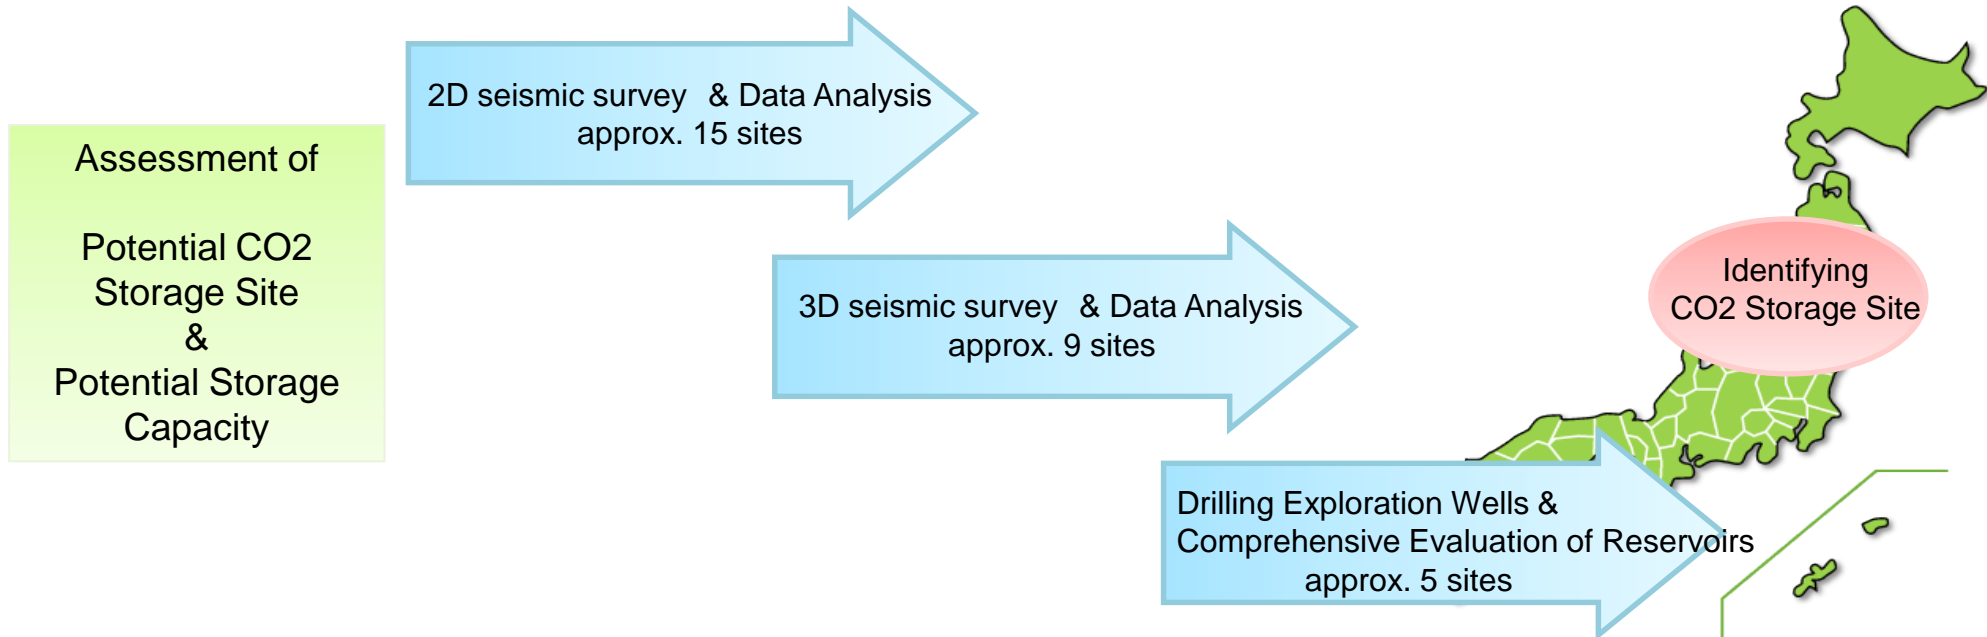 Assessment of
Potential CO2
Storage Site
&
Potential Storage
Capacity
2D seismic survey & Data Analysis
approx. 15 sites
3D seismic survey & Data Analysis
approx. 9 sites
Drilling Exploration Wells &
Comprehensive Evaluation of Reservoirs
approx. 5 sites
Identifying
CO2 Storage Site